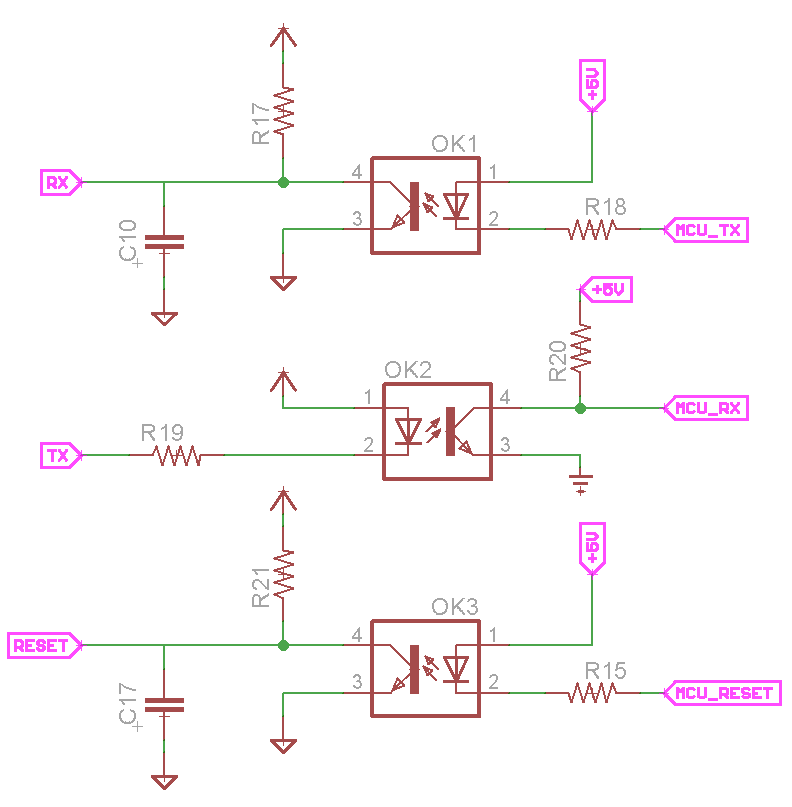 +5V
R17
OK1
RX
4
1
3
2
R18
MCU_TX
C10
+
+5V
R20
OK2
1
4
MCU_RX
2
3
R19
TX
+5V
R21
OK3
RESET
4
1
3
2
R15
MCU_RESET
C17
+